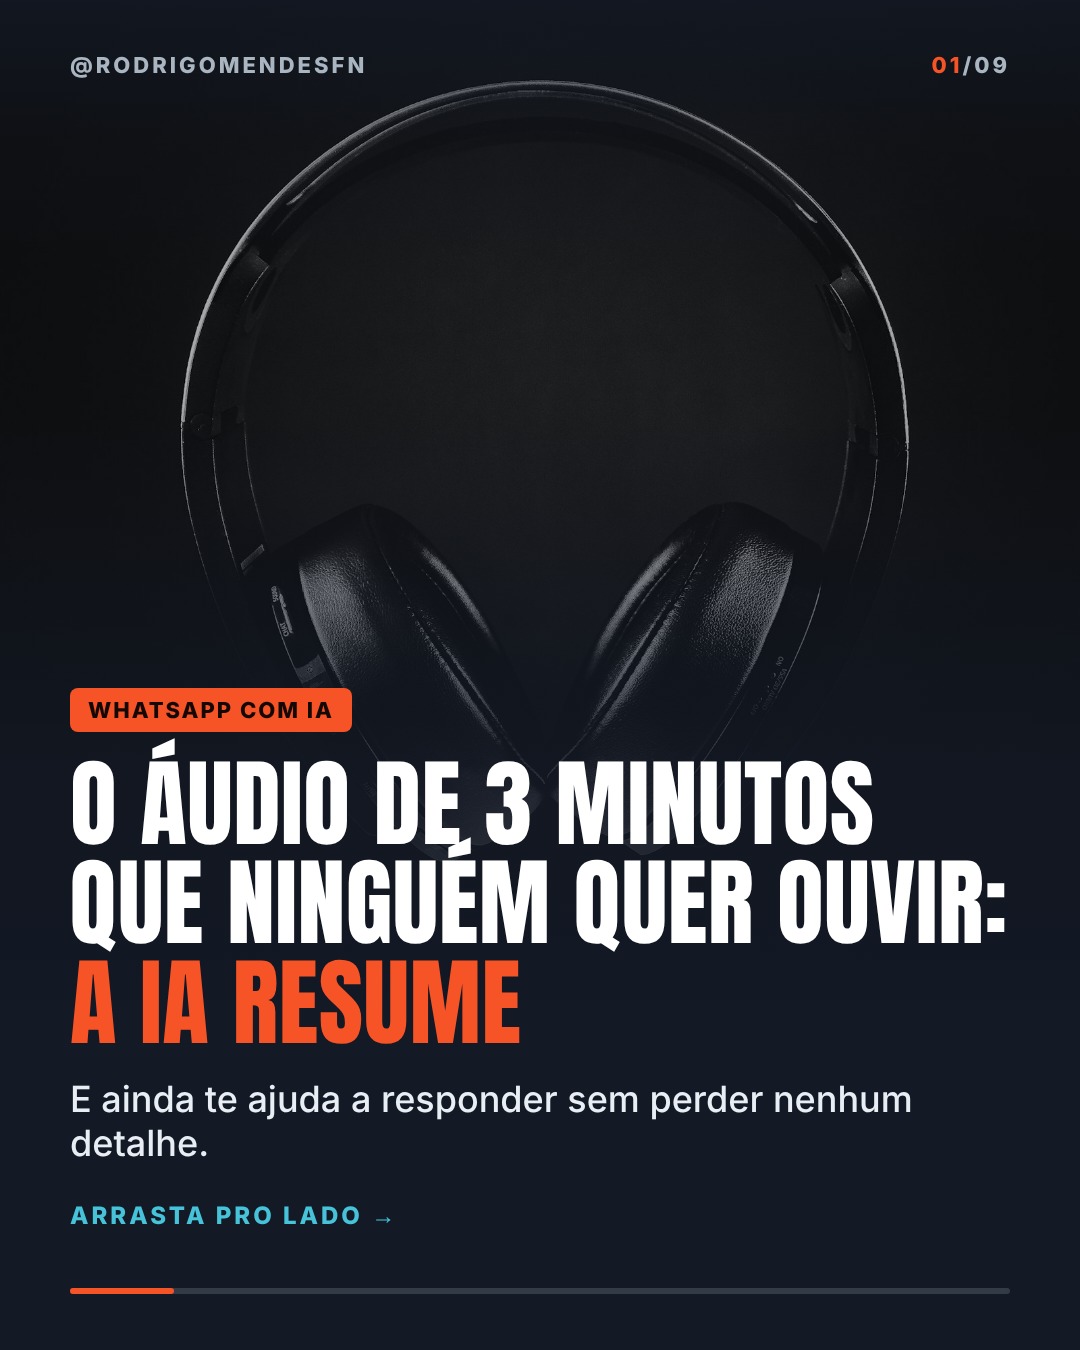 @RODRIGOMENDESFN
01/09
WHATSAPP COM IA
O ÁUDIO DE 3 MINUTOS
QUE NINGUÉM QUER OUVIR:
A IA RESUME
E ainda te ajuda a responder sem perder nenhum
detalhe.
ARRASTA PRO LADO →